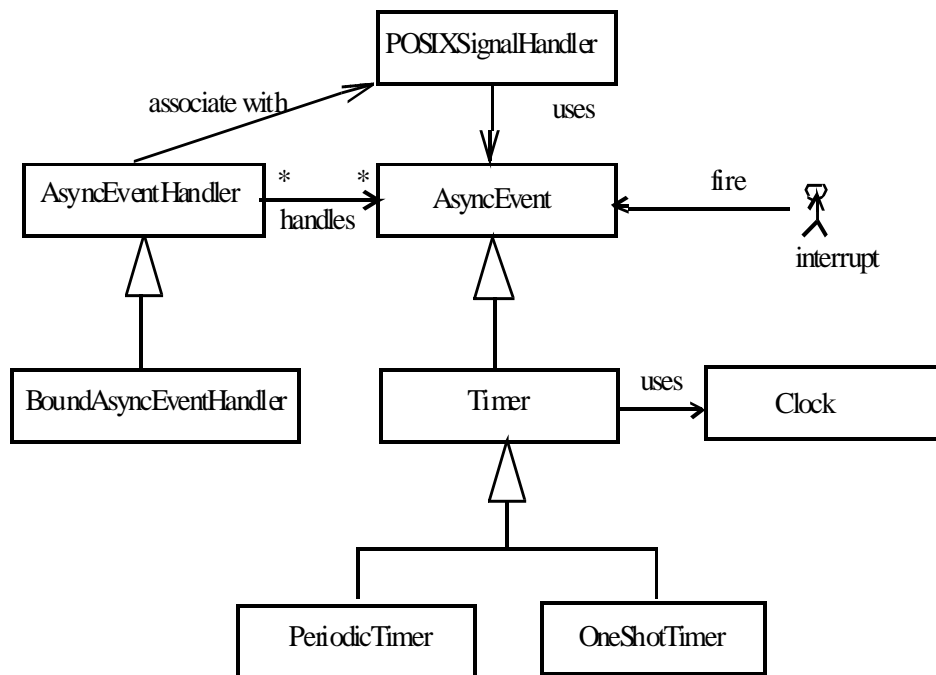 POSIXSignalHandler
associate with
uses
AsyncEventHandler
*
*
handles
AsyncEvent
fire
interrupt
BoundAsyncEventHandler
Timer
uses
Clock
PeriodicTimer
OneShotTimer